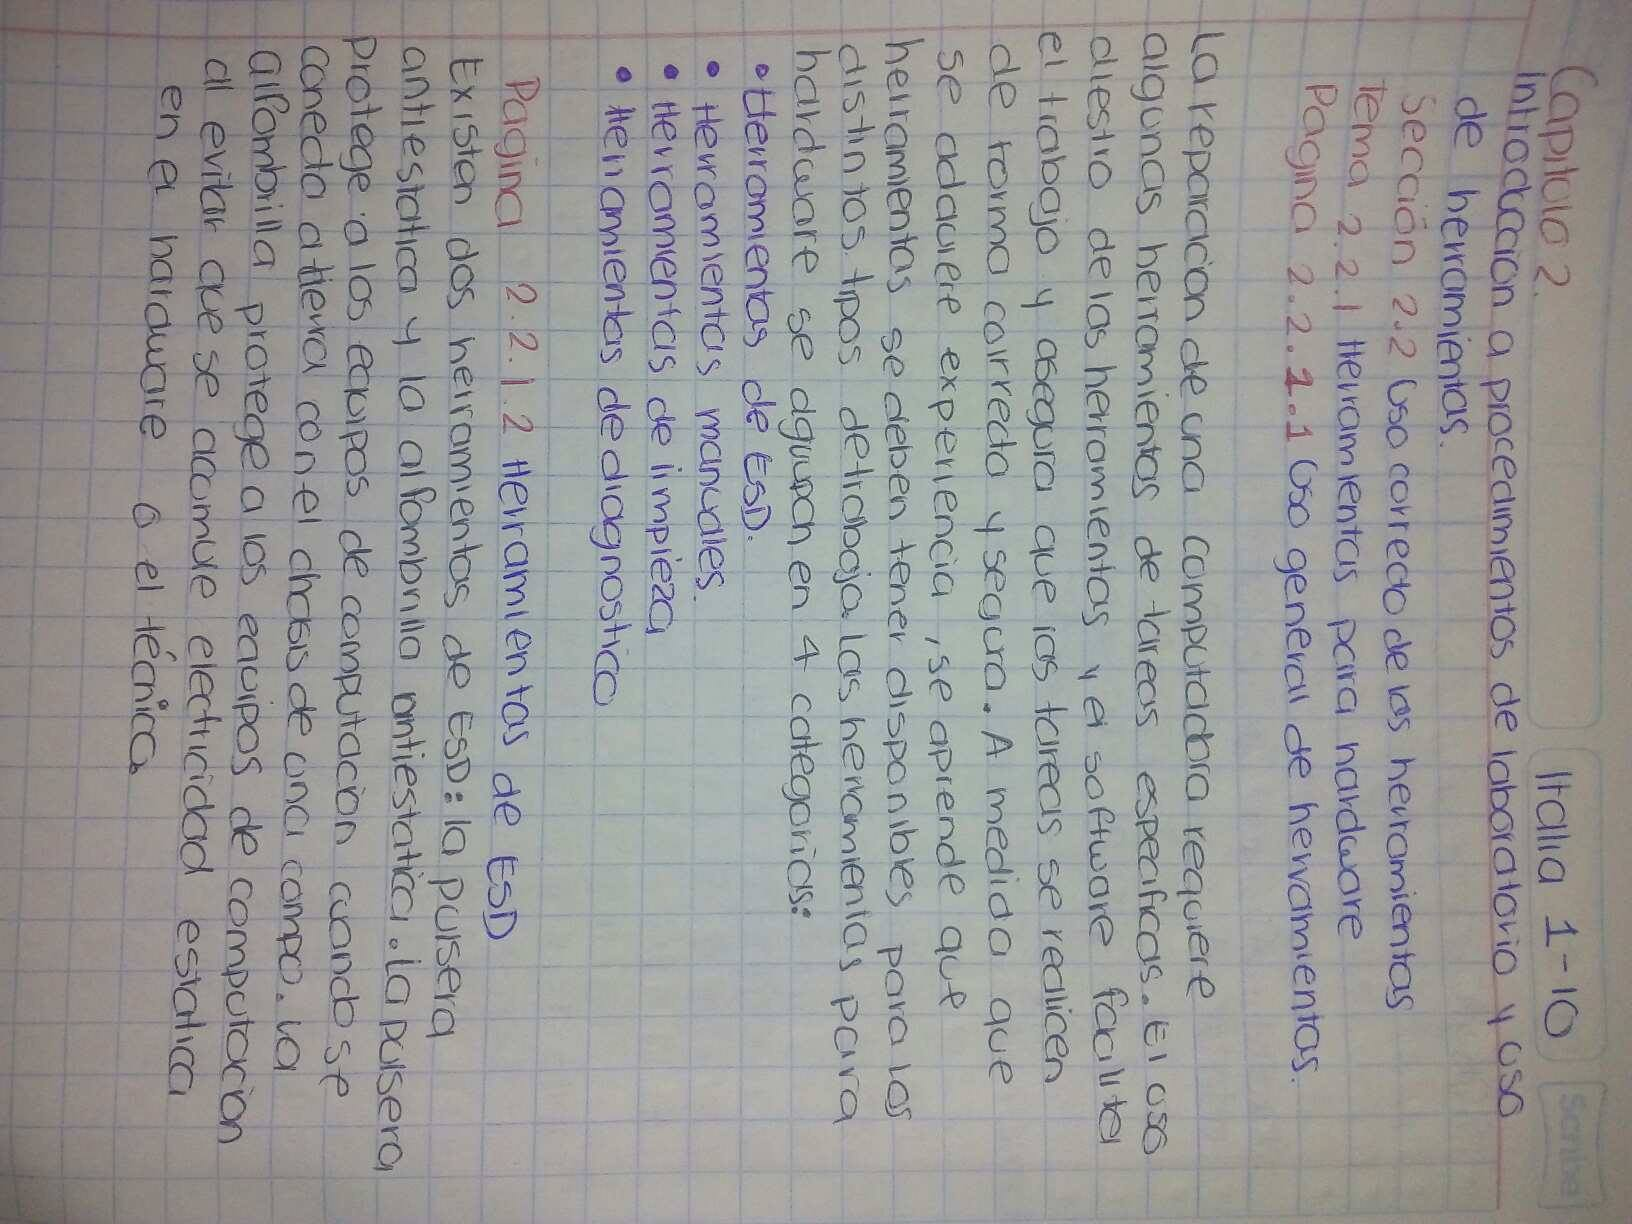 Capitulo 2.
Italia 1-10
Scribe
Introduccion a procedimientos de laboratorio y uso
de herramientas.
Sección 2.2 Uso correcto de las herramientas
Tema 2.2.1 Herramientas para hardware
Pagina 2.2.1.1 Uso general de herramientas.
La reparacion de una computadora requiere
algunas herramientas de tareas especificas. El uso
diestro de las herramientas y el software facilita
el trabajo y asegura que las tareas se realicen
de forma correcta y segura. A medida que
se adquiere experiencia, se aprende que
herramientas se deben tener disponibles para los
distintos tipos de trabajo. Las herramientas para
hardware se agrupan en 4 categorias:
• Herramientas de ESD.
• Herramientas manuales.
• Herramientas de limpieza
• Herramientas de diagnostico
Pagina 2.2.1.2 Herramientas de ESD
Existen dos herramientas de ESD: la pulsera
antiestatica y la alfombrilla antiestatica. La pulsera
protege a los equipos de computación cuando se
conecta a tierra con el chasis de una compu. La
alfombrilla protege a los equipos de computacion
al evitar que se acomule electricidad estatica
en el hardware o el técnico